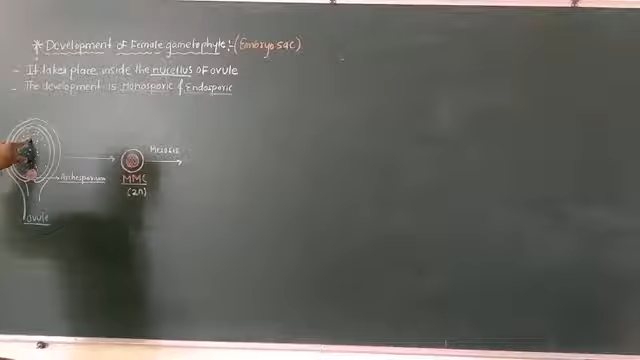 * Development of Female gametophyte :- (Embryo sac)
- It takes place inside the nucellus of ovule
- The development is Monosporic & Endosporic
Meiosis
Archesporium
MMC
(2n)
ovule